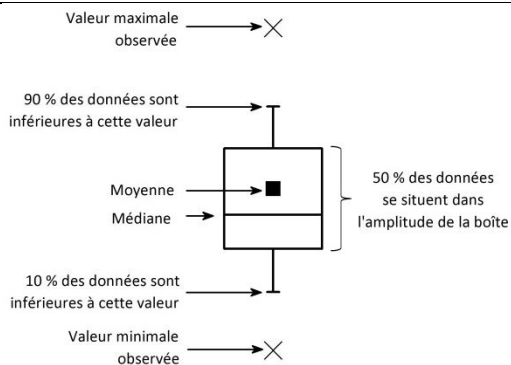 Valeur maximale
observée
90 % des données sont
inférieures à cette valeur
Moyenne
Médiane
50 % des données
se situent dans
l'amplitude de la boîte
10 % des données sont
inférieures à cette valeur
Valeur minimale
observée